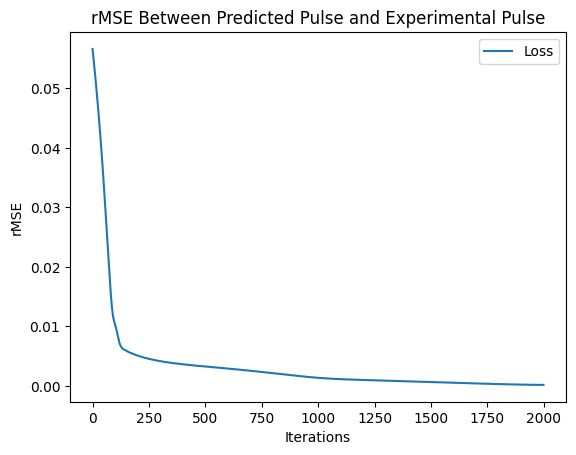 rMSE Between Predicted Pulse and Experimental Pulse
Loss
0.05
0.04
0.03
0.02
0.01
0.00
rMSE
0 250 500 750 1000 1250 1500 1750 2000
Iterations